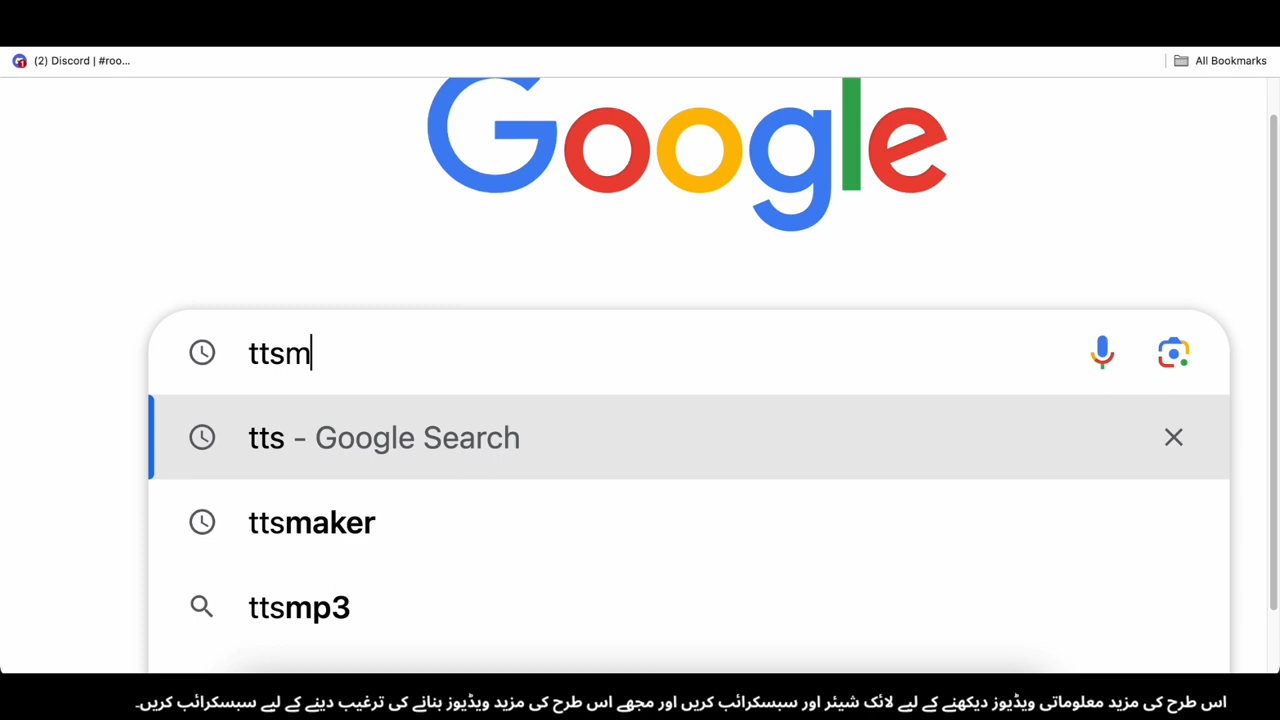 (2) Discord | #roo...
All Bookmarks
Google
ttsm
tts - Google Search
ttsmaker
ttsmp3
اس طرح کی مزید معلوماتی ویڈیوز دیکھنے کے لیے لائک شیئر اور سبسکرائب کریں اور مجھے اس طرح کی مزید ویڈیوز بنانے کی ترغیب دینے کے لیے سبسکرائب کریں۔